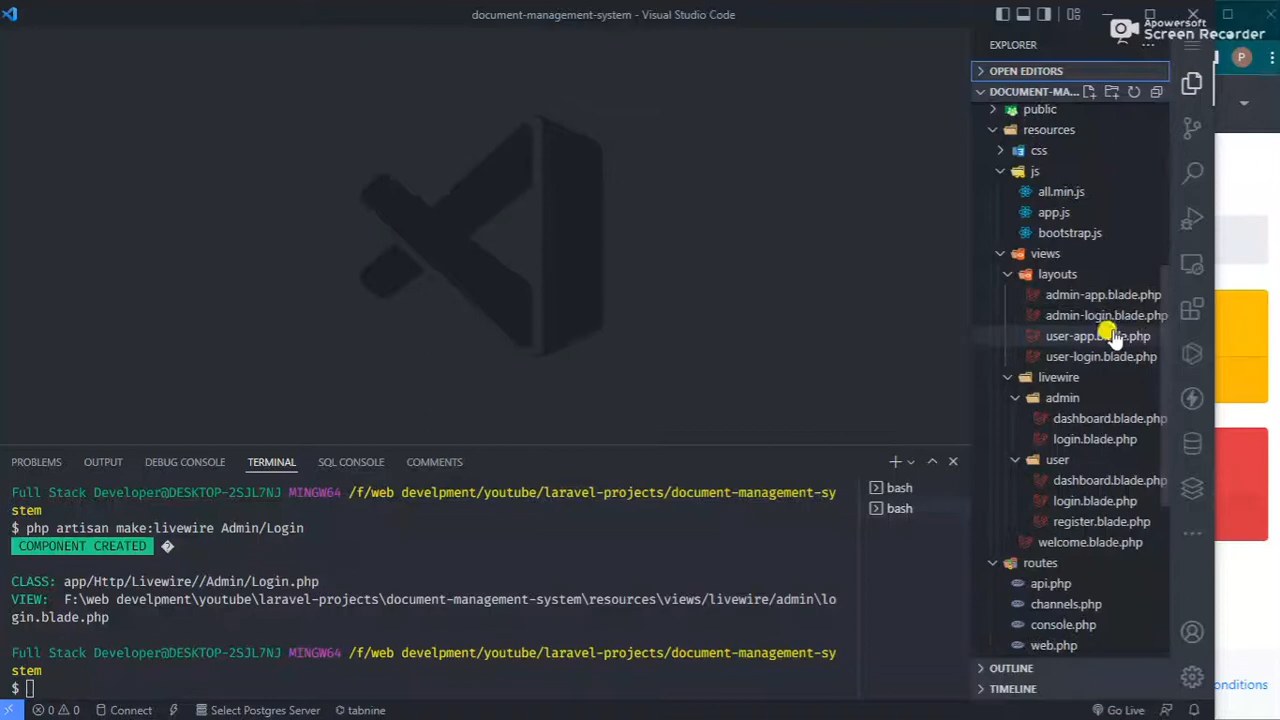 document-management-system - Visual Studio Code
Apowersoft
Screen Recorder
EXPLORER
P
OPEN EDITORS
DOCUMENT-MA...
public
resources
css
js
all.min.js
app.js
bootstrap.js
views
layouts
admin-app.blade.php
admin-login.blade.php
user-app.blade.php
user-login.blade.php
livewire
admin
dashboard.blade.php
login.blade.php
user
dashboard.blade.php
login.blade.php
register.blade.php
welcome.blade.php
routes
api.php
channels.php
console.php
web.php
OUTLINE
TIMELINE
PROBLEMS OUTPUT DEBUG CONSOLE TERMINAL SQL CONSOLE COMMENTS
bash
bash
Full Stack Developer@DESKTOP-2SJL7NJ MINGW64 /f/web develpment/youtube/laravel-projects/document-management-sy
stem
$ php artisan make:livewire Admin/Login
COMPONENT CREATED �
CLASS: app/Http/Livewire//Admin/Login.php
VIEW: F:\web develpment\youtube\laravel-projects\document-management-system\resources\views/livewire/admin\lo
gin.blade.php
Full Stack Developer@DESKTOP-2SJL7NJ MINGW64 /f/web develpment/youtube/laravel-projects/document-management-sy
stem
$
onditions
0 0 Connect Select Postgres Server tabnine Go Live